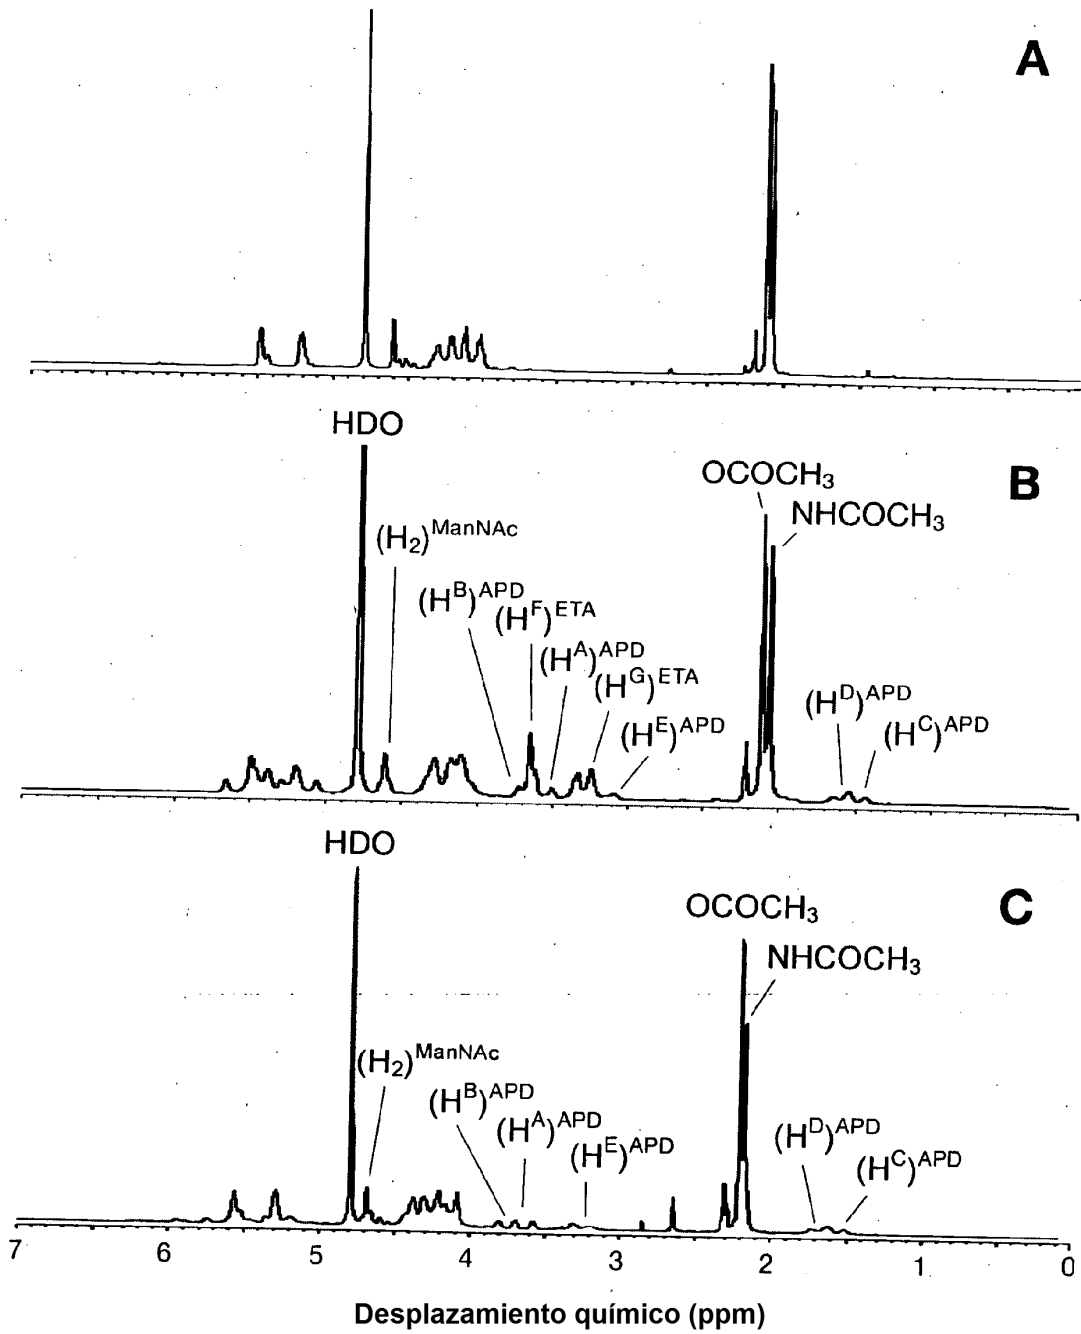 A
HDO
B
OCOCH₃
NHCOCH₃
(H₂)ᴹᵃⁿᴺᴬᶜ
(Hᴮ)ᴬᴾᴰ
(Hᶠ)ᴱᵀᴬ
(Hᴬ)ᴬᴾᴰ
(Hᴳ)ᴱᵀᴬ
(Hᴱ)ᴬᴾᴰ
(Hᴰ)ᴬᴾᴰ
(Hᶜ)ᴬᴾᴰ
HDO
C
OCOCH₃
NHCOCH₃
(H₂)ᴹᵃⁿᴺᴬᶜ
(Hᴮ)ᴬᴾᴰ
(Hᴬ)ᴬᴾᴰ
(Hᴱ)ᴬᴾᴰ
(Hᴰ)ᴬᴾᴰ
(Hᶜ)ᴬᴾᴰ
7 6 5 4 3 2 1 0
Desplazamiento químico (ppm)